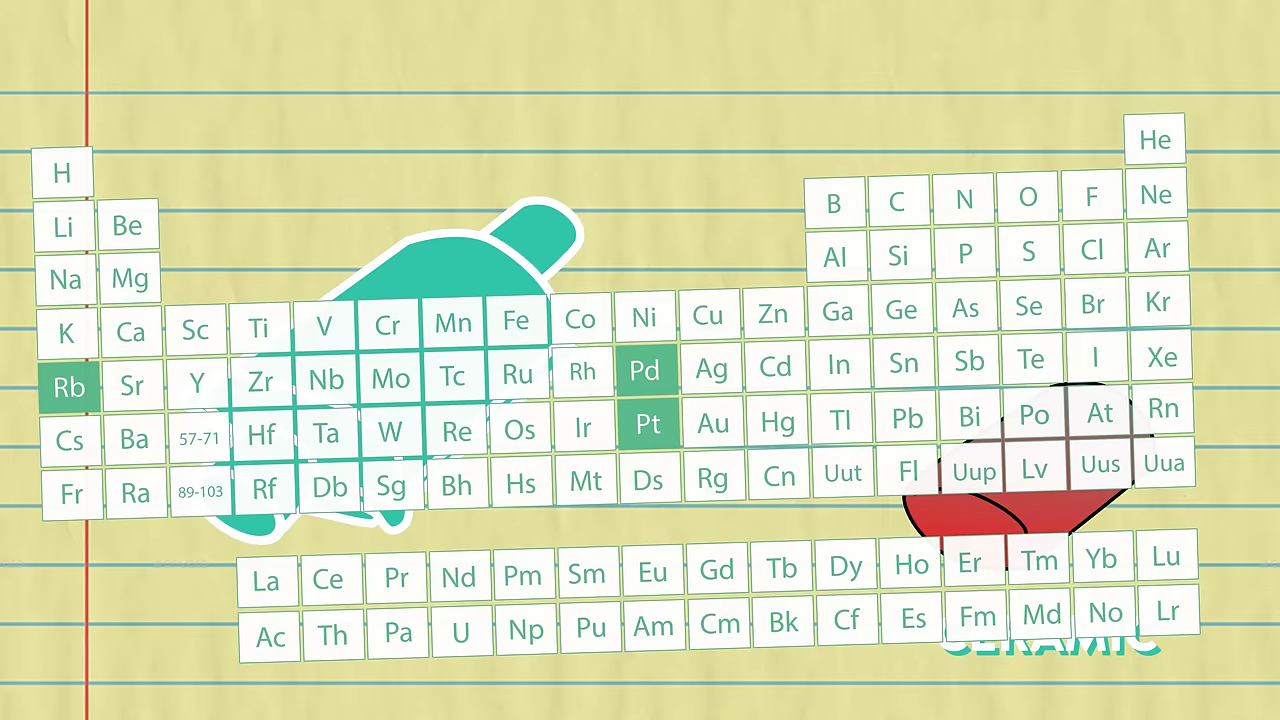 He
H
B C N O F Ne
Li Be
Al Si P S Cl Ar
Na Mg
K Ca Sc Ti V Cr Mn Fe Co Ni Cu Zn Ga Ge As Se Br Kr
Rb Sr Y Zr Nb Mo Tc Ru Rh Pd Ag Cd In Sn Sb Te I Xe
Cs Ba 57-71 Hf Ta W Re Os Ir Pt Au Hg Tl Pb Bi Po At Rn
Fr Ra 89-103 Rf Db Sg Bh Hs Mt Ds Rg Cn Uut Fl Uup Lv Uus Uua
La Ce Pr Nd Pm Sm Eu Gd Tb Dy Ho Er Tm Yb Lu
Ac Th Pa U Np Pu Am Cm Bk Cf Es Fm Md No Lr
CERAMIC